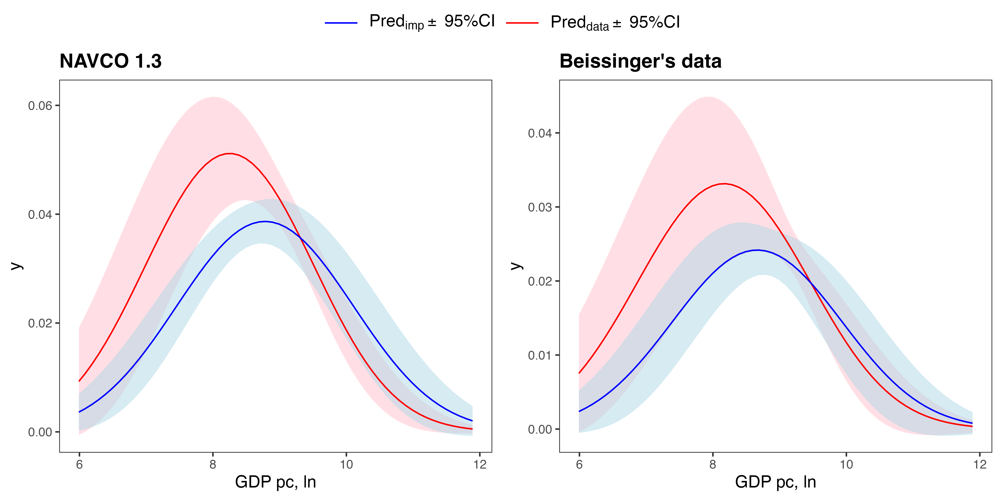 Pred_imp ± 95%CI Pred_data ± 95%CI
NAVCO 1.3
0.06
0.04
0.02
0.00
y
6 8 10 12
GDP pc, ln
Beissinger's data
0.04
0.03
0.02
0.01
0.00
y
6 8 10 12
GDP pc, ln